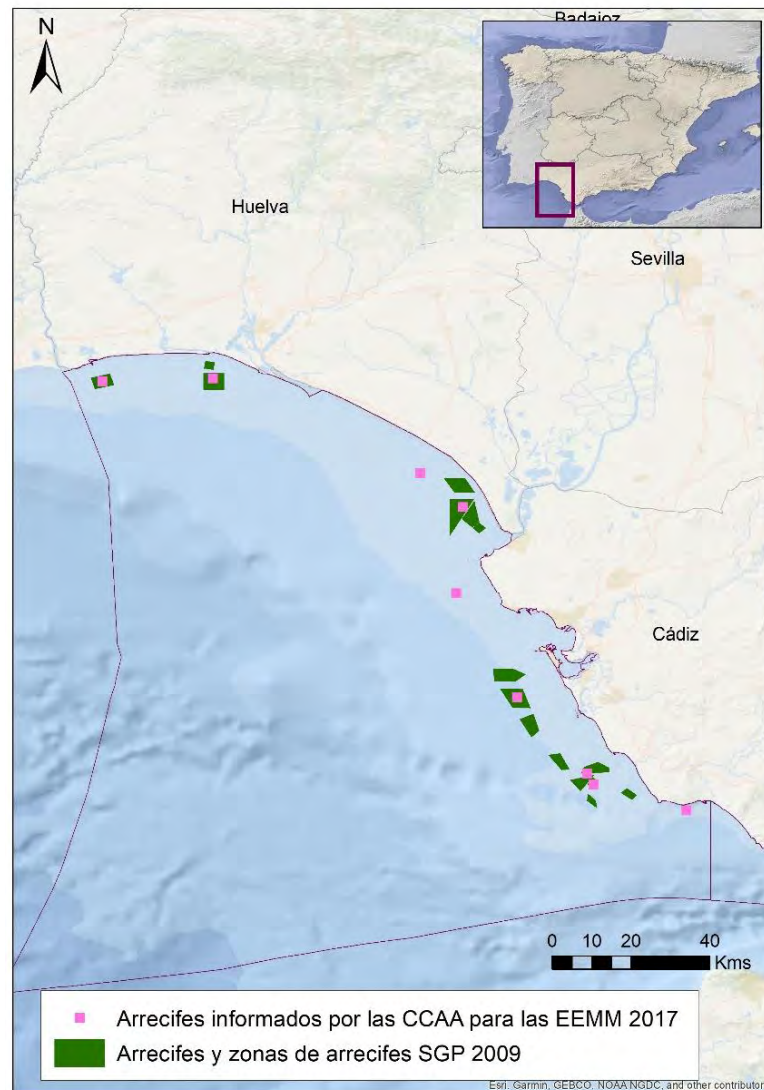 N
Badajoz
Huelva
Sevilla
Cádiz
0 10 20 40
Kms
Arrecifes informados por las CCAA para las EEMM 2017
Arrecifes y zonas de arrecifes SGP 2009
Esri, Garmin, GEBCO, NOAA NGDC, and other contributor